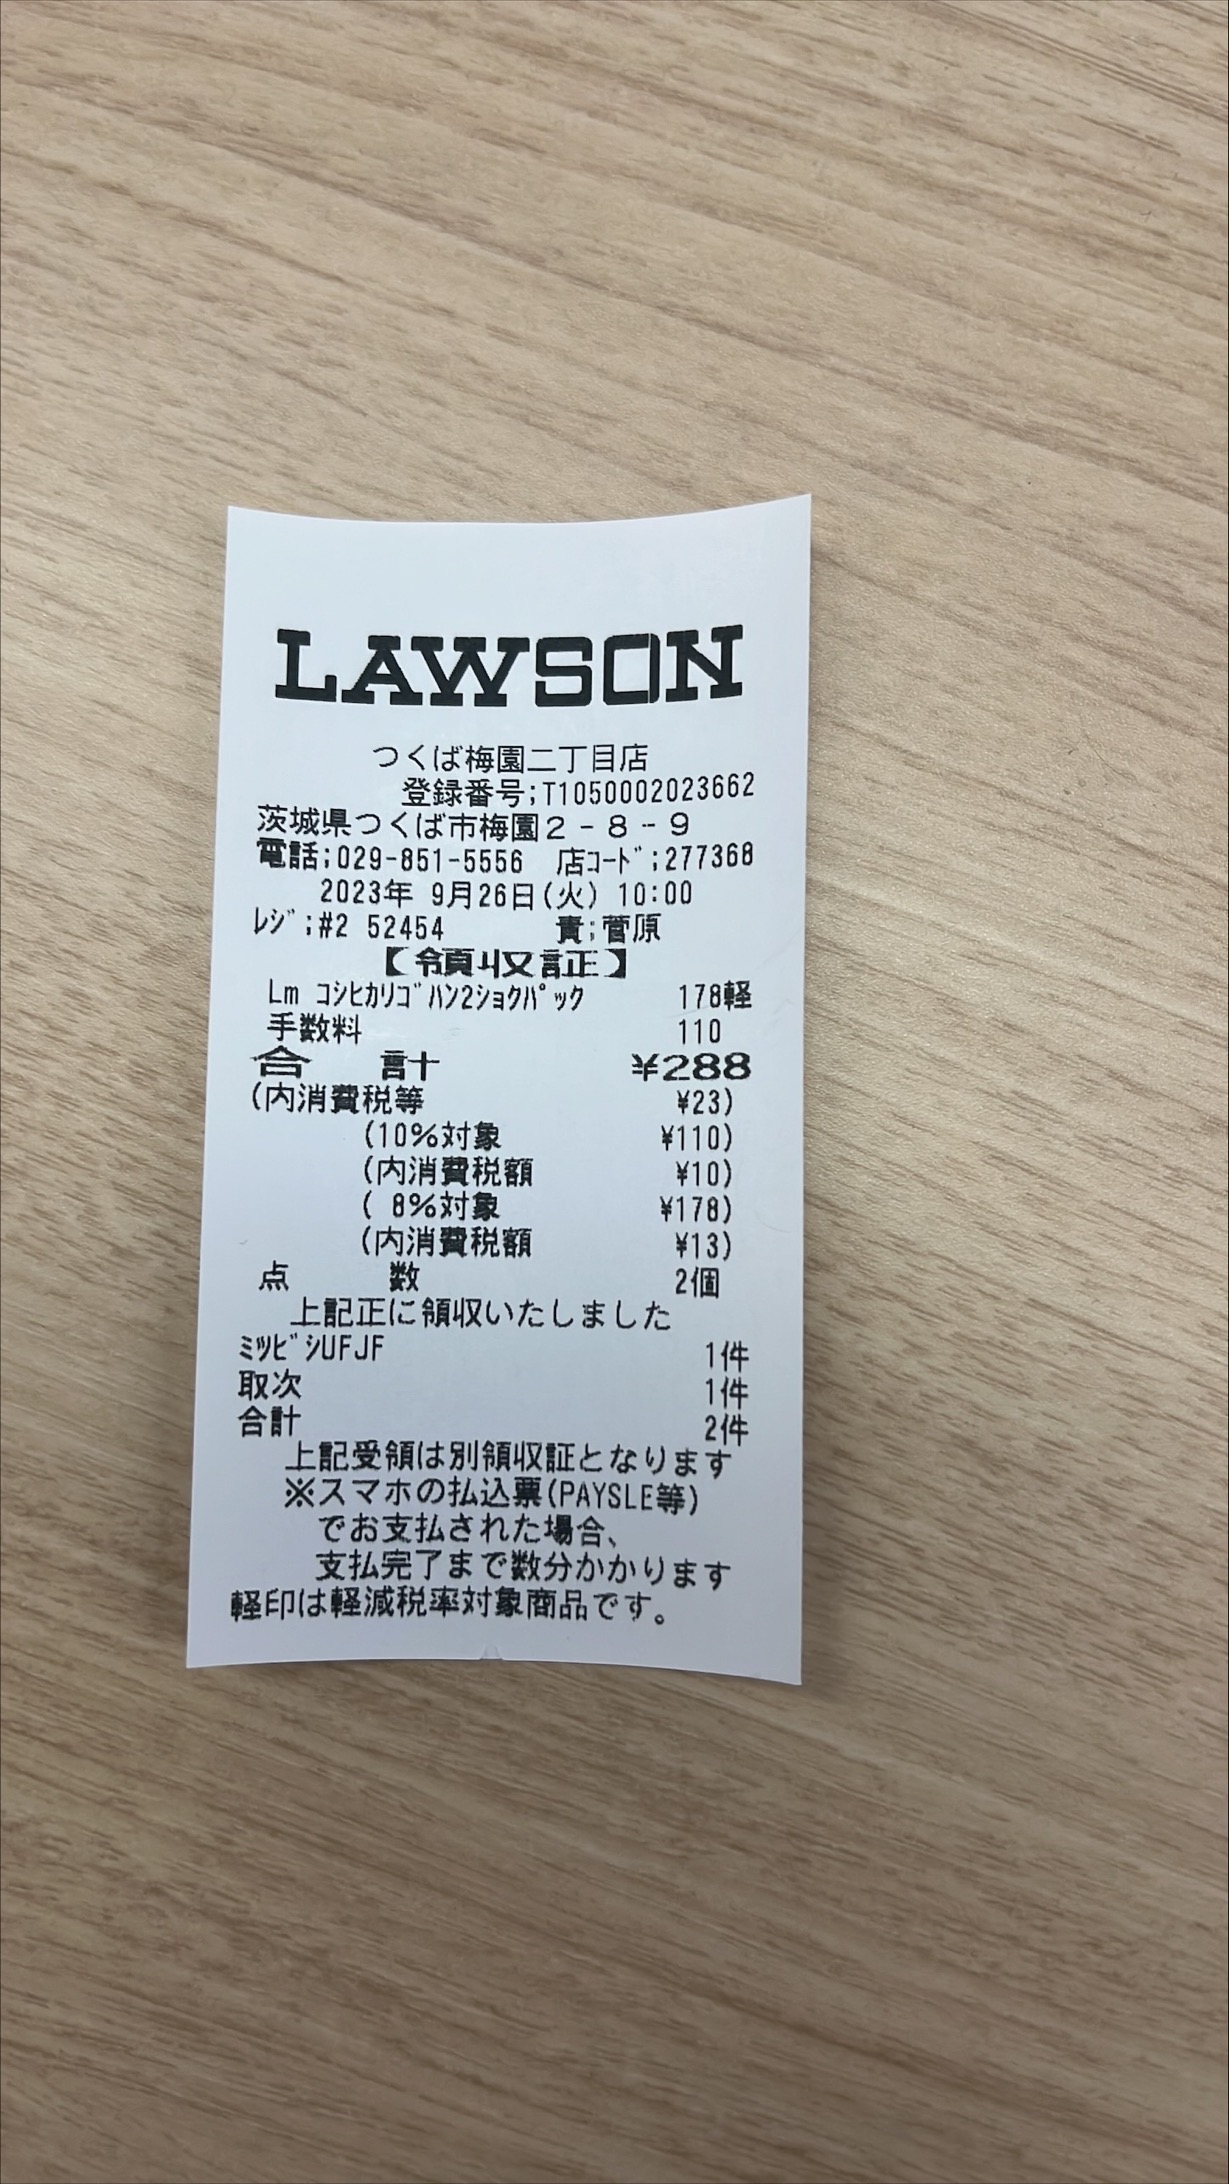 LAWSON
つくば梅園二丁目店
登録番号;T1050002023662
茨城県つくば市梅園2-8-9
電話;029-851-5556 店コード;277368
2023年 9月26日(火) 10:00
レジ;#2 52454 責;菅原
【領収証】
Lm コシヒカリゴハン2ショクパック 178軽
手数料 110
合 計 ¥288
(内消費税等 ¥23)
(10%対象 ¥110)
(内消費税額 ¥10)
( 8%対象 ¥178)
(内消費税額 ¥13)
点 数 2個
上記正に領収いたしました
ミツビシUFJF 1件
取次 1件
合計 2件
上記受領は別領収証となります
※スマホの払込票(PAYSLE等)
でお支払された場合、
支払完了まで数分かかります
軽印は軽減税率対象商品です。